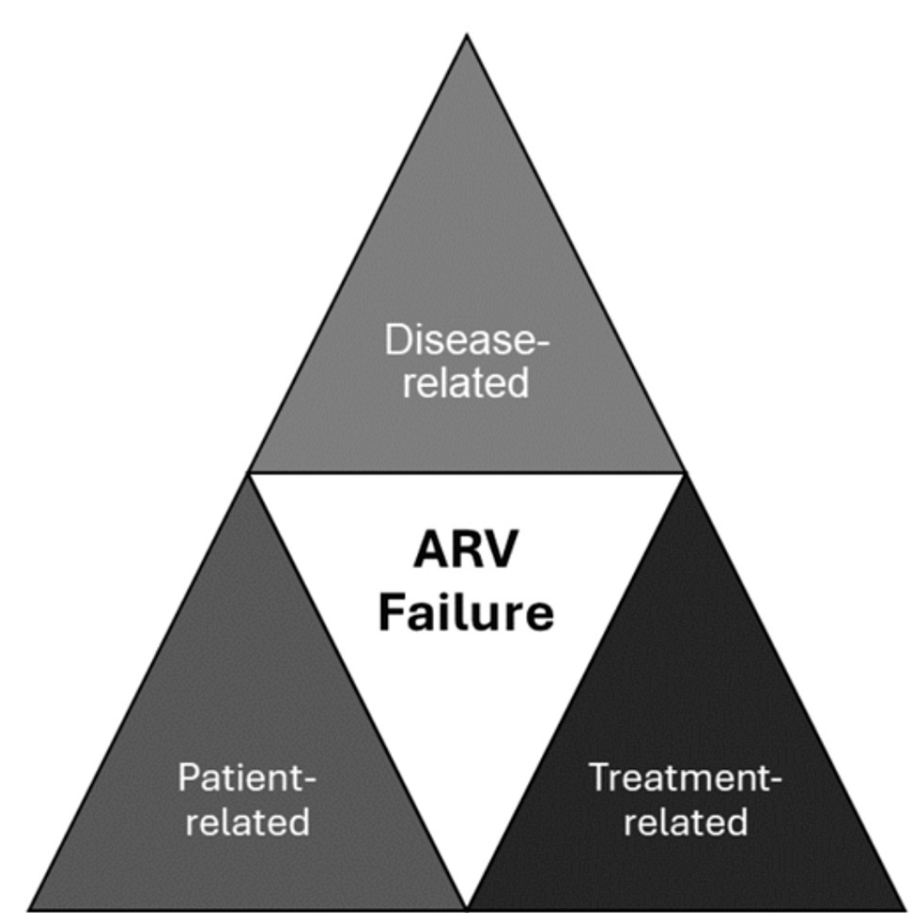 Disease-
related
ARV
Failure
Patient-
related
Treatment-
related